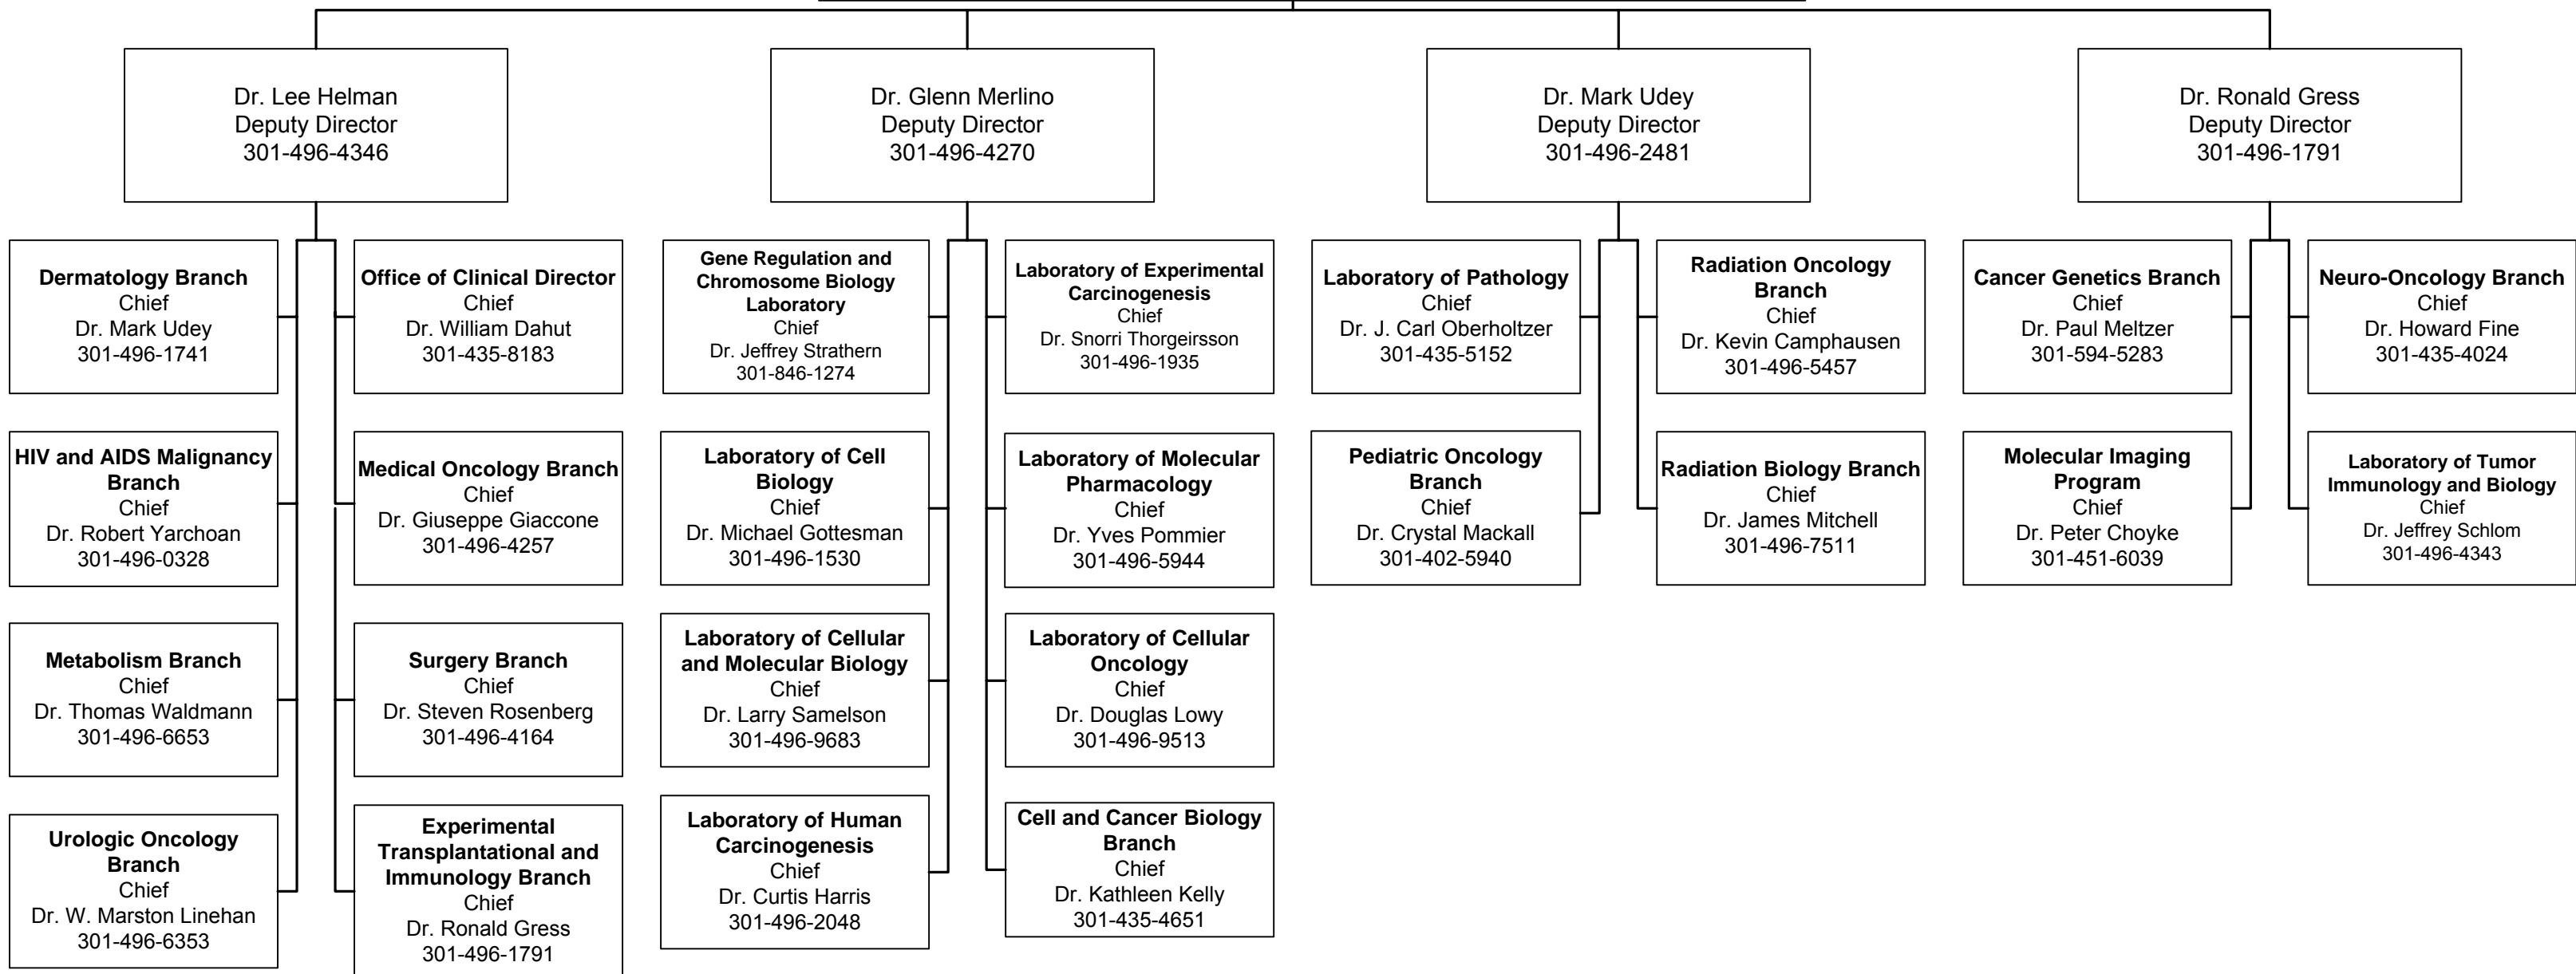 Dr. Lee Helman
Deputy Director
301-496-4346
Dr. Glenn Merlino
Deputy Director
301-496-4270
Dr. Mark Udey
Deputy Director
301-496-2481
Dr. Ronald Gress
Deputy Director
301-496-1791
Dermatology Branch
Chief
Dr. Mark Udey
301-496-1741
Office of Clinical Director
Chief
Dr. William Dahut
301-435-8183
Gene Regulation and
Chromosome Biology
Laboratory
Chief
Dr. Jeffrey Strathern
301-846-1274
Laboratory of Experimental
Carcinogenesis
Chief
Dr. Snorri Thorgeirsson
301-496-1935
Laboratory of Pathology
Chief
Dr. J. Carl Oberholtzer
301-435-5152
Radiation Oncology
Branch
Chief
Dr. Kevin Camphausen
301-496-5457
Cancer Genetics Branch
Chief
Dr. Paul Meltzer
301-594-5283
Neuro-Oncology Branch
Chief
Dr. Howard Fine
301-435-4024
HIV and AIDS Malignancy
Branch
Chief
Dr. Robert Yarchoan
301-496-0328
Medical Oncology Branch
Chief
Dr. Giuseppe Giaccone
301-496-4257
Laboratory of Cell
Biology
Chief
Dr. Michael Gottesman
301-496-1530
Laboratory of Molecular
Pharmacology
Chief
Dr. Yves Pommier
301-496-5944
Pediatric Oncology
Branch
Chief
Dr. Crystal Mackall
301-402-5940
Radiation Biology Branch
Chief
Dr. James Mitchell
301-496-7511
Molecular Imaging
Program
Chief
Dr. Peter Choyke
301-451-6039
Laboratory of Tumor
Immunology and Biology
Chief
Dr. Jeffrey Schlom
301-496-4343
Metabolism Branch
Chief
Dr. Thomas Waldmann
301-496-6653
Surgery Branch
Chief
Dr. Steven Rosenberg
301-496-4164
Laboratory of Cellular
and Molecular Biology
Chief
Dr. Larry Samelson
301-496-9683
Laboratory of Cellular
Oncology
Chief
Dr. Douglas Lowy
301-496-9513
Urologic Oncology
Branch
Chief
Dr. W. Marston Linehan
301-496-6353
Experimental
Transplantational and
Immunology Branch
Chief
Dr. Ronald Gress
301-496-1791
Laboratory of Human
Carcinogenesis
Chief
Dr. Curtis Harris
301-496-2048
Cell and Cancer Biology
Branch
Chief
Dr. Kathleen Kelly
301-435-4651